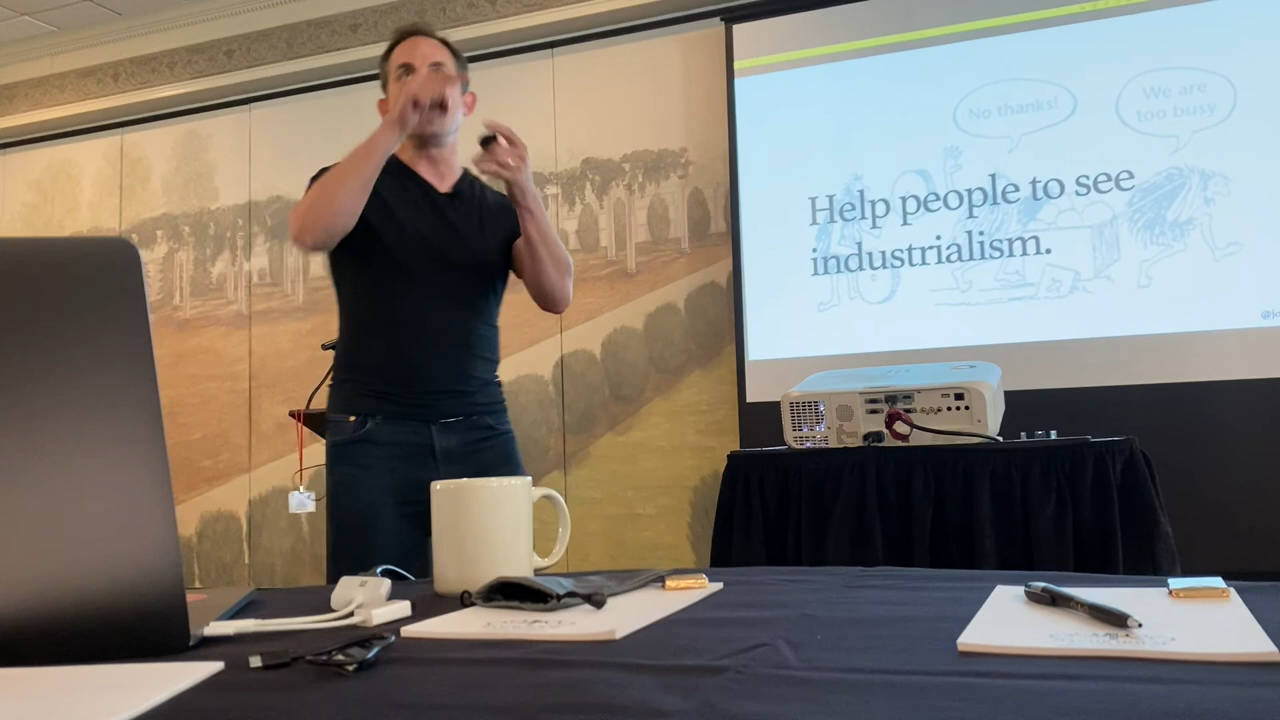 No thanks!
We are
too busy
Help people to see
industrialism.